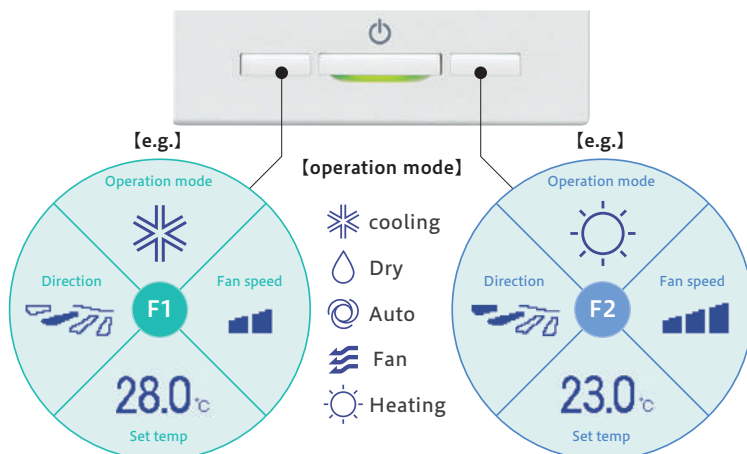 【e.g.】
【e.g.】
【operation mode】
Operation mode
Direction
Fan speed
F1
28.0℃
Set temp
cooling
Dry
Auto
Fan
Heating
Operation mode
Direction
Fan speed
F2
23.0℃
Set temp